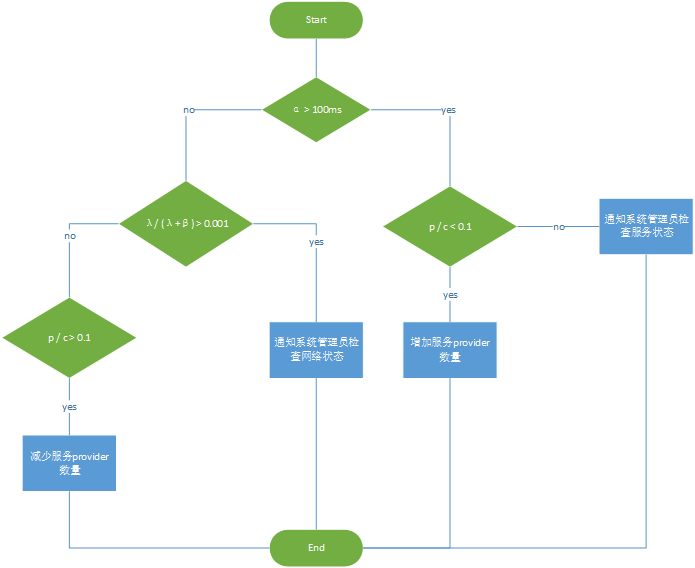 Start
α > 100ms
no
yes
λ / ( λ + β ) > 0.001
p / c < 0.1
no
通知系统管理员检
查服务状态
no
yes
yes
p / c > 0.1
通知系统管理员检
查网络状态
增加服务provider
数量
yes
减少服务provider
数量
End